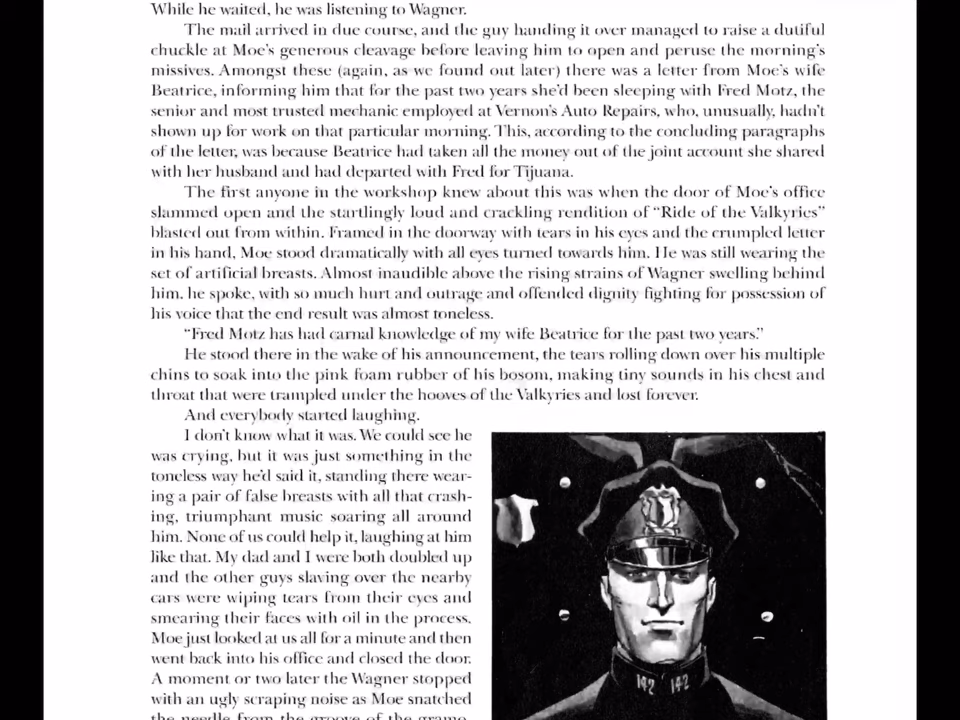 While he waited, he was listening to Wagner.
The mail arrived in due course, and the guy handing it over managed to raise a dutiful
chuckle at Moe's generous cleavage before leaving him to open and peruse the morning's
missives. Amongst these (again, as we found out later) there was a letter from Moe's wife
Beatrice, informing him that for the past two years she'd been sleeping with Fred Motz, the
senior and most trusted mechanic employed at Vernon's Auto Repairs, who, unusually, hadn't
shown up for work on that particular morning. This, according to the concluding paragraphs
of the letter, was because Beatrice had taken all the money out of the joint account she shared
with her husband and had departed with Fred for Tijuana.
The first anyone in the workshop knew about this was when the door of Moe's office
slammed open and the startlingly loud and crackling rendition of "Ride of the Valkyries"
blasted out from within. Framed in the doorway with tears in his eyes and the crumpled letter
in his hand, Moe stood dramatically with all eyes turned towards him. He was still wearing the
set of artificial breasts. Almost inaudible above the rising strains of Wagner swelling behind
him, he spoke, with so much hurt and outrage and offended dignity fighting for possession of
his voice that the end result was almost toneless.
"Fred Motz has had carnal knowledge of my wife Beatrice for the past two years."
He stood there in the wake of his announcement, the tears rolling down over his multiple
chins to soak into the pink foam rubber of his bosom, making tiny sounds in his chest and
throat that were trampled under the hooves of the Valkyries and lost forever.
And everybody started laughing.
I don't know what it was. We could see he
was crying, but it was just something in the
toneless way he'd said it, standing there wear-
ing a pair of false breasts with all that crash-
ing, triumphant music soaring all around
him. None of us could help it, laughing at him
like that. My dad and I were both doubled up
and the other guys slaving over the nearby
cars were wiping tears from their eyes and
smearing their faces with oil in the process.
Moe just looked at us all for a minute and then
went back into his office and closed the door.
A moment or two later the Wagner stopped
with an ugly scraping noise as Moe snatched
the needle from the groove of the gramo-
142 142